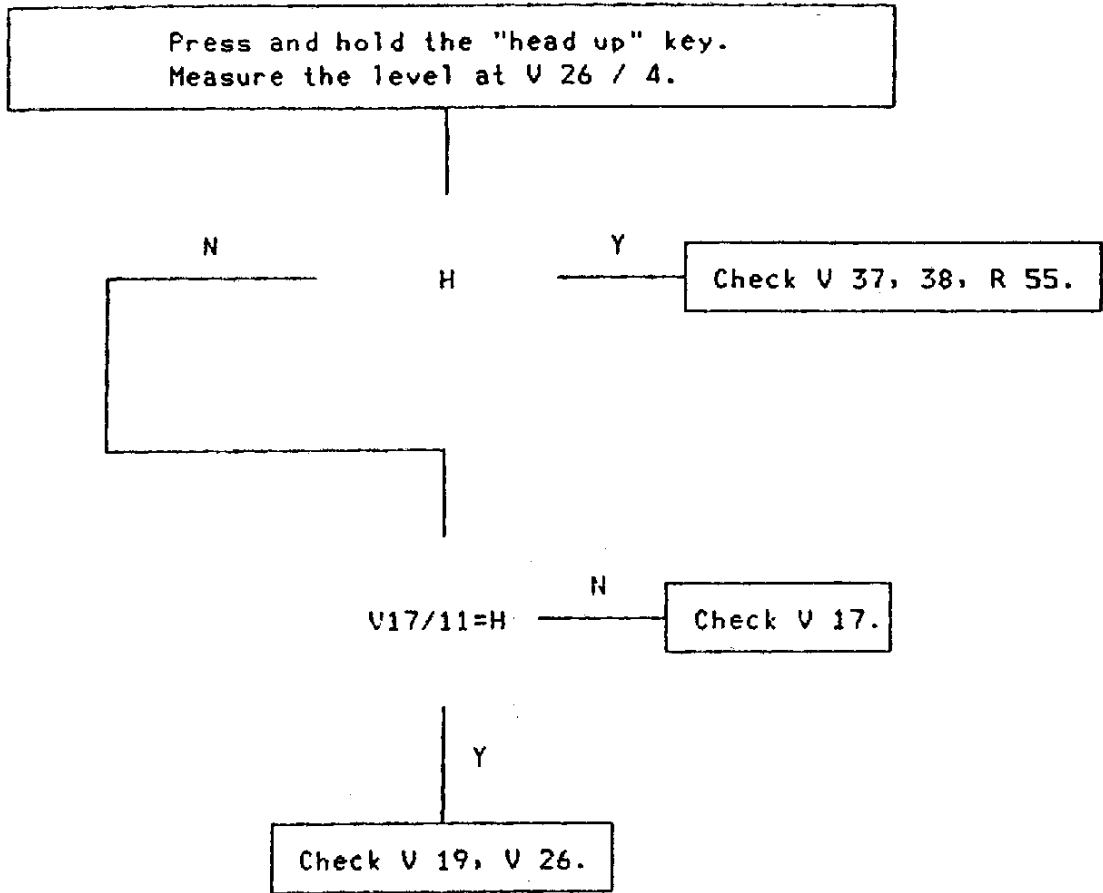 Press and hold the "head up" key.
Measure the level at V 26 / 4.
N
H
Y
Check V 37, 38, R 55.
V17/11=H
N
Check V 17.
Y
Check V 19, V 26.